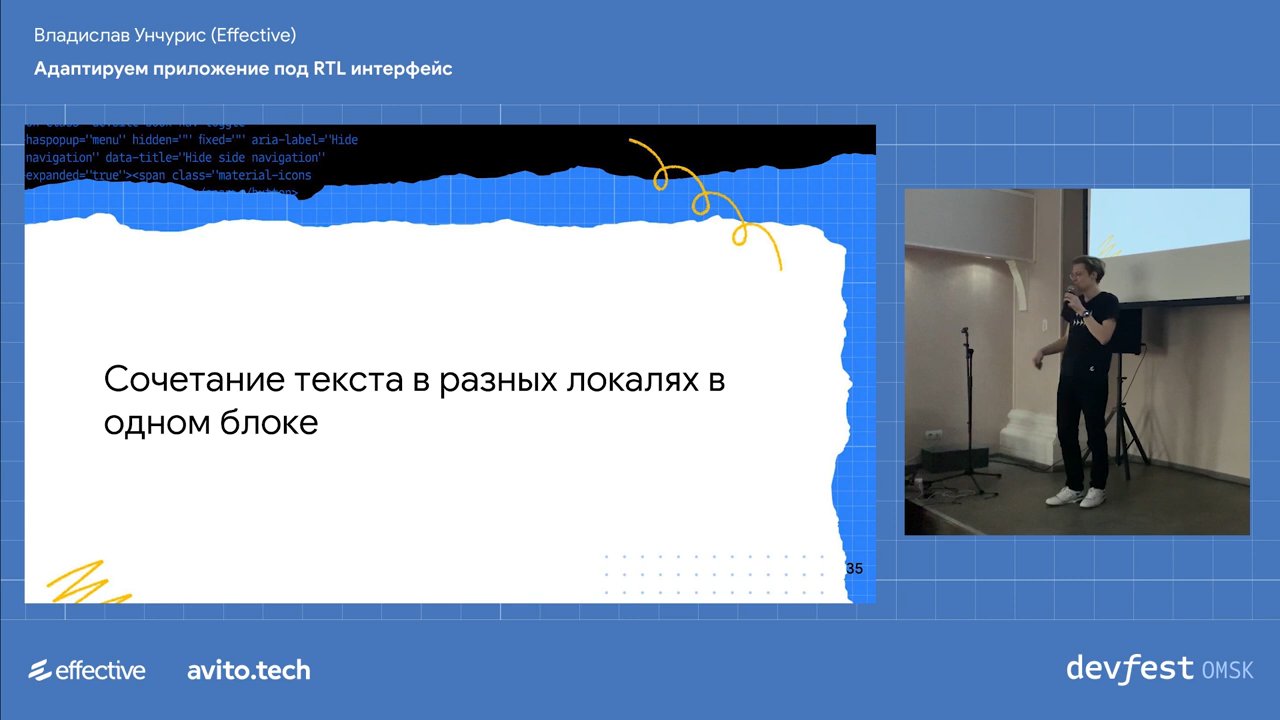 Владислав Унчурис (Effective)
Адаптируем приложение под RTL интерфейс
haspopup="menu" hidden="" fixed="" aria-label="Hide
navigation" data-title="Hide side navigation"
expanded="true"><span class="material-icons
Сочетание текста в разных локалях в
одном блоке
35
effective
avito.tech
devfest OMSK